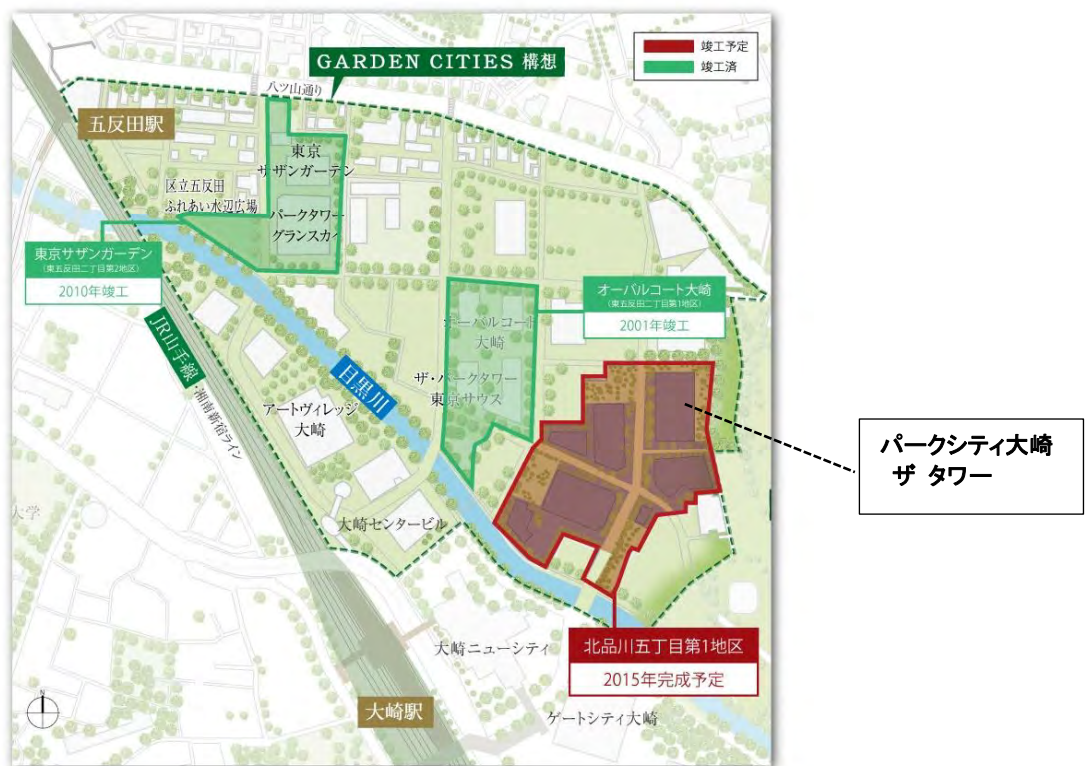 竣工予定
竣工済
GARDEN CITIES 構想
八ツ山通り
五反田駅
東京
サザンガーデン
区立五反田
ふれあい水辺広場
パークタワー
グランスカイ
東京サザンガーデン
(東五反田二丁目第2地区)
2010年竣工
オーバルコート大崎
(東五反田二丁目第1地区)
2001年竣工
オーバルコート
大崎
JR山手線
・湘南新宿ライン
目黒川
ザ・パークタワー
東京サウス
アートヴィレッジ
大崎
パークシティ大崎
ザ タワー
大学
大崎センタービル
北品川五丁目第1地区
2015年完成予定
大崎ニューシティ
大崎駅
ゲートシティ大崎
N